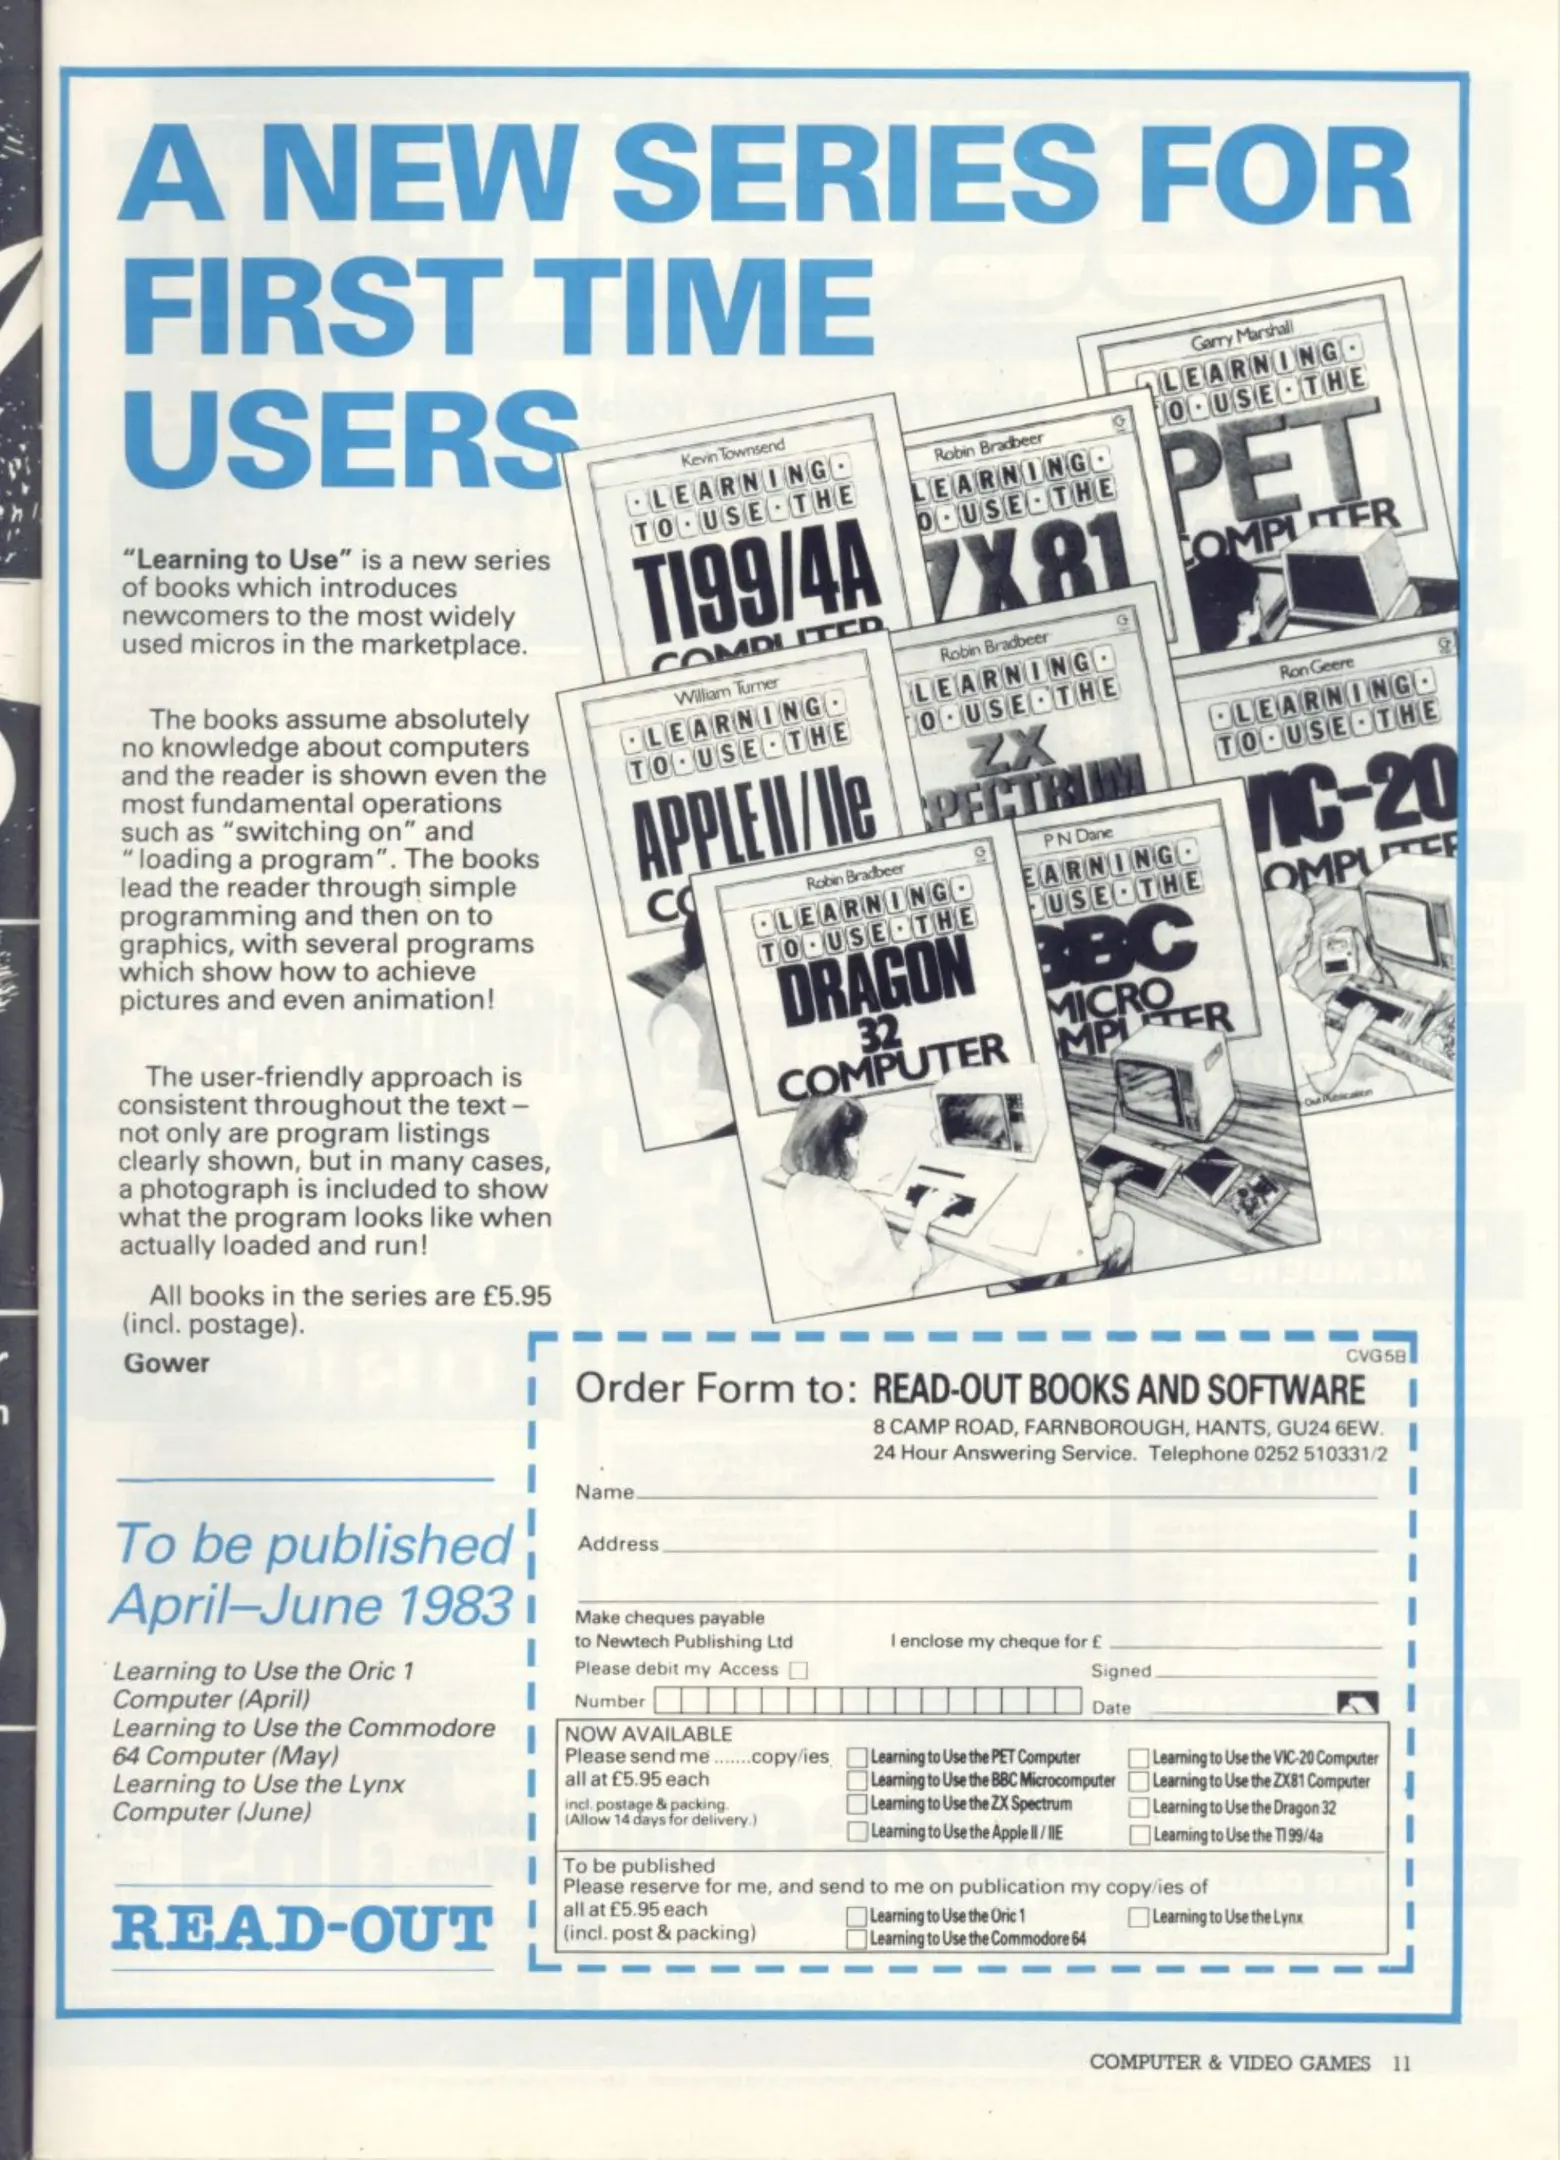 A NEW SERIES FOR
FIRST TIME
USERS
"Learning to Use" is a new series
of books which introduces
newcomers to the most widely
used micros in the marketplace.
The books assume absolutely
no knowledge about computers
and the reader is shown even the
most fundamental operations
such as "switching on" and
"loading a program". The books
lead the reader through simple
programming and then on to
graphics, with several programs
which show how to achieve
pictures and even animation!
The user-friendly approach is
consistent throughout the text –
not only are program listings
clearly shown, but in many cases,
a photograph is included to show
what the program looks like when
actually loaded and run!
All books in the series are £5.95
(incl. postage).
Gower
Garry Marshall
·LEARNING·
TO·USE·THE
PET
COMPUTER
Kevin Townsend
·LEARNING·
TO·USE·THE
TI99/4A
COMPUTER
Robin Bradbeer
LEARNING·
O·USE·THE
ZX81
William Turner
·LEARNING·
TO·USE·THE
APPLE II/IIe
CO
Robin Bradbeer
LEARNING·
O·USE·THE
ZX
SPECTRUM
Ron Geere
·LEARNING·
TO·USE·THE
VIC-20
COMPUTER
Out Publication
Robin Bradbeer
·LEARNING·
TO·USE·THE
DRAGON
32
COMPUTER
P N Dane
EARNING·
·USE·THE
BBC
MICRO
MPUTER
To be published
April–June 1983
Learning to Use the Oric 1
Computer (April)
Learning to Use the Commodore
64 Computer (May)
Learning to Use the Lynx
Computer (June)
READ-OUT
CVG5B
Order Form to: READ-OUT BOOKS AND SOFTWARE
8 CAMP ROAD, FARNBOROUGH, HANTS, GU24 6EW.
24 Hour Answering Service. Telephone 0252 510331/2
Name
Address
Make cheques payable
to Newtech Publishing Ltd I enclose my cheque for £
Please debit my Access Signed
Number Date
NOW AVAILABLE
Please send me .......copy/ies
all at £5.95 each
incl. postage & packing.
(Allow 14 days for delivery.)
Learning to Use the PET Computer
Learning to Use the BBC Microcomputer
Learning to Use the ZX Spectrum
Learning to Use the Apple II / IIE
Learning to Use the VIC-20 Computer
Learning to Use the ZX81 Computer
Learning to Use the Dragon 32
Learning to Use the TI 99/4a
To be published
Please reserve for me, and send to me on publication my copy/ies of
all at £5.95 each
(incl. post & packing)
Learning to Use the Oric 1
Learning to Use the Commodore 64
Learning to Use the Lynx
COMPUTER & VIDEO GAMES 11